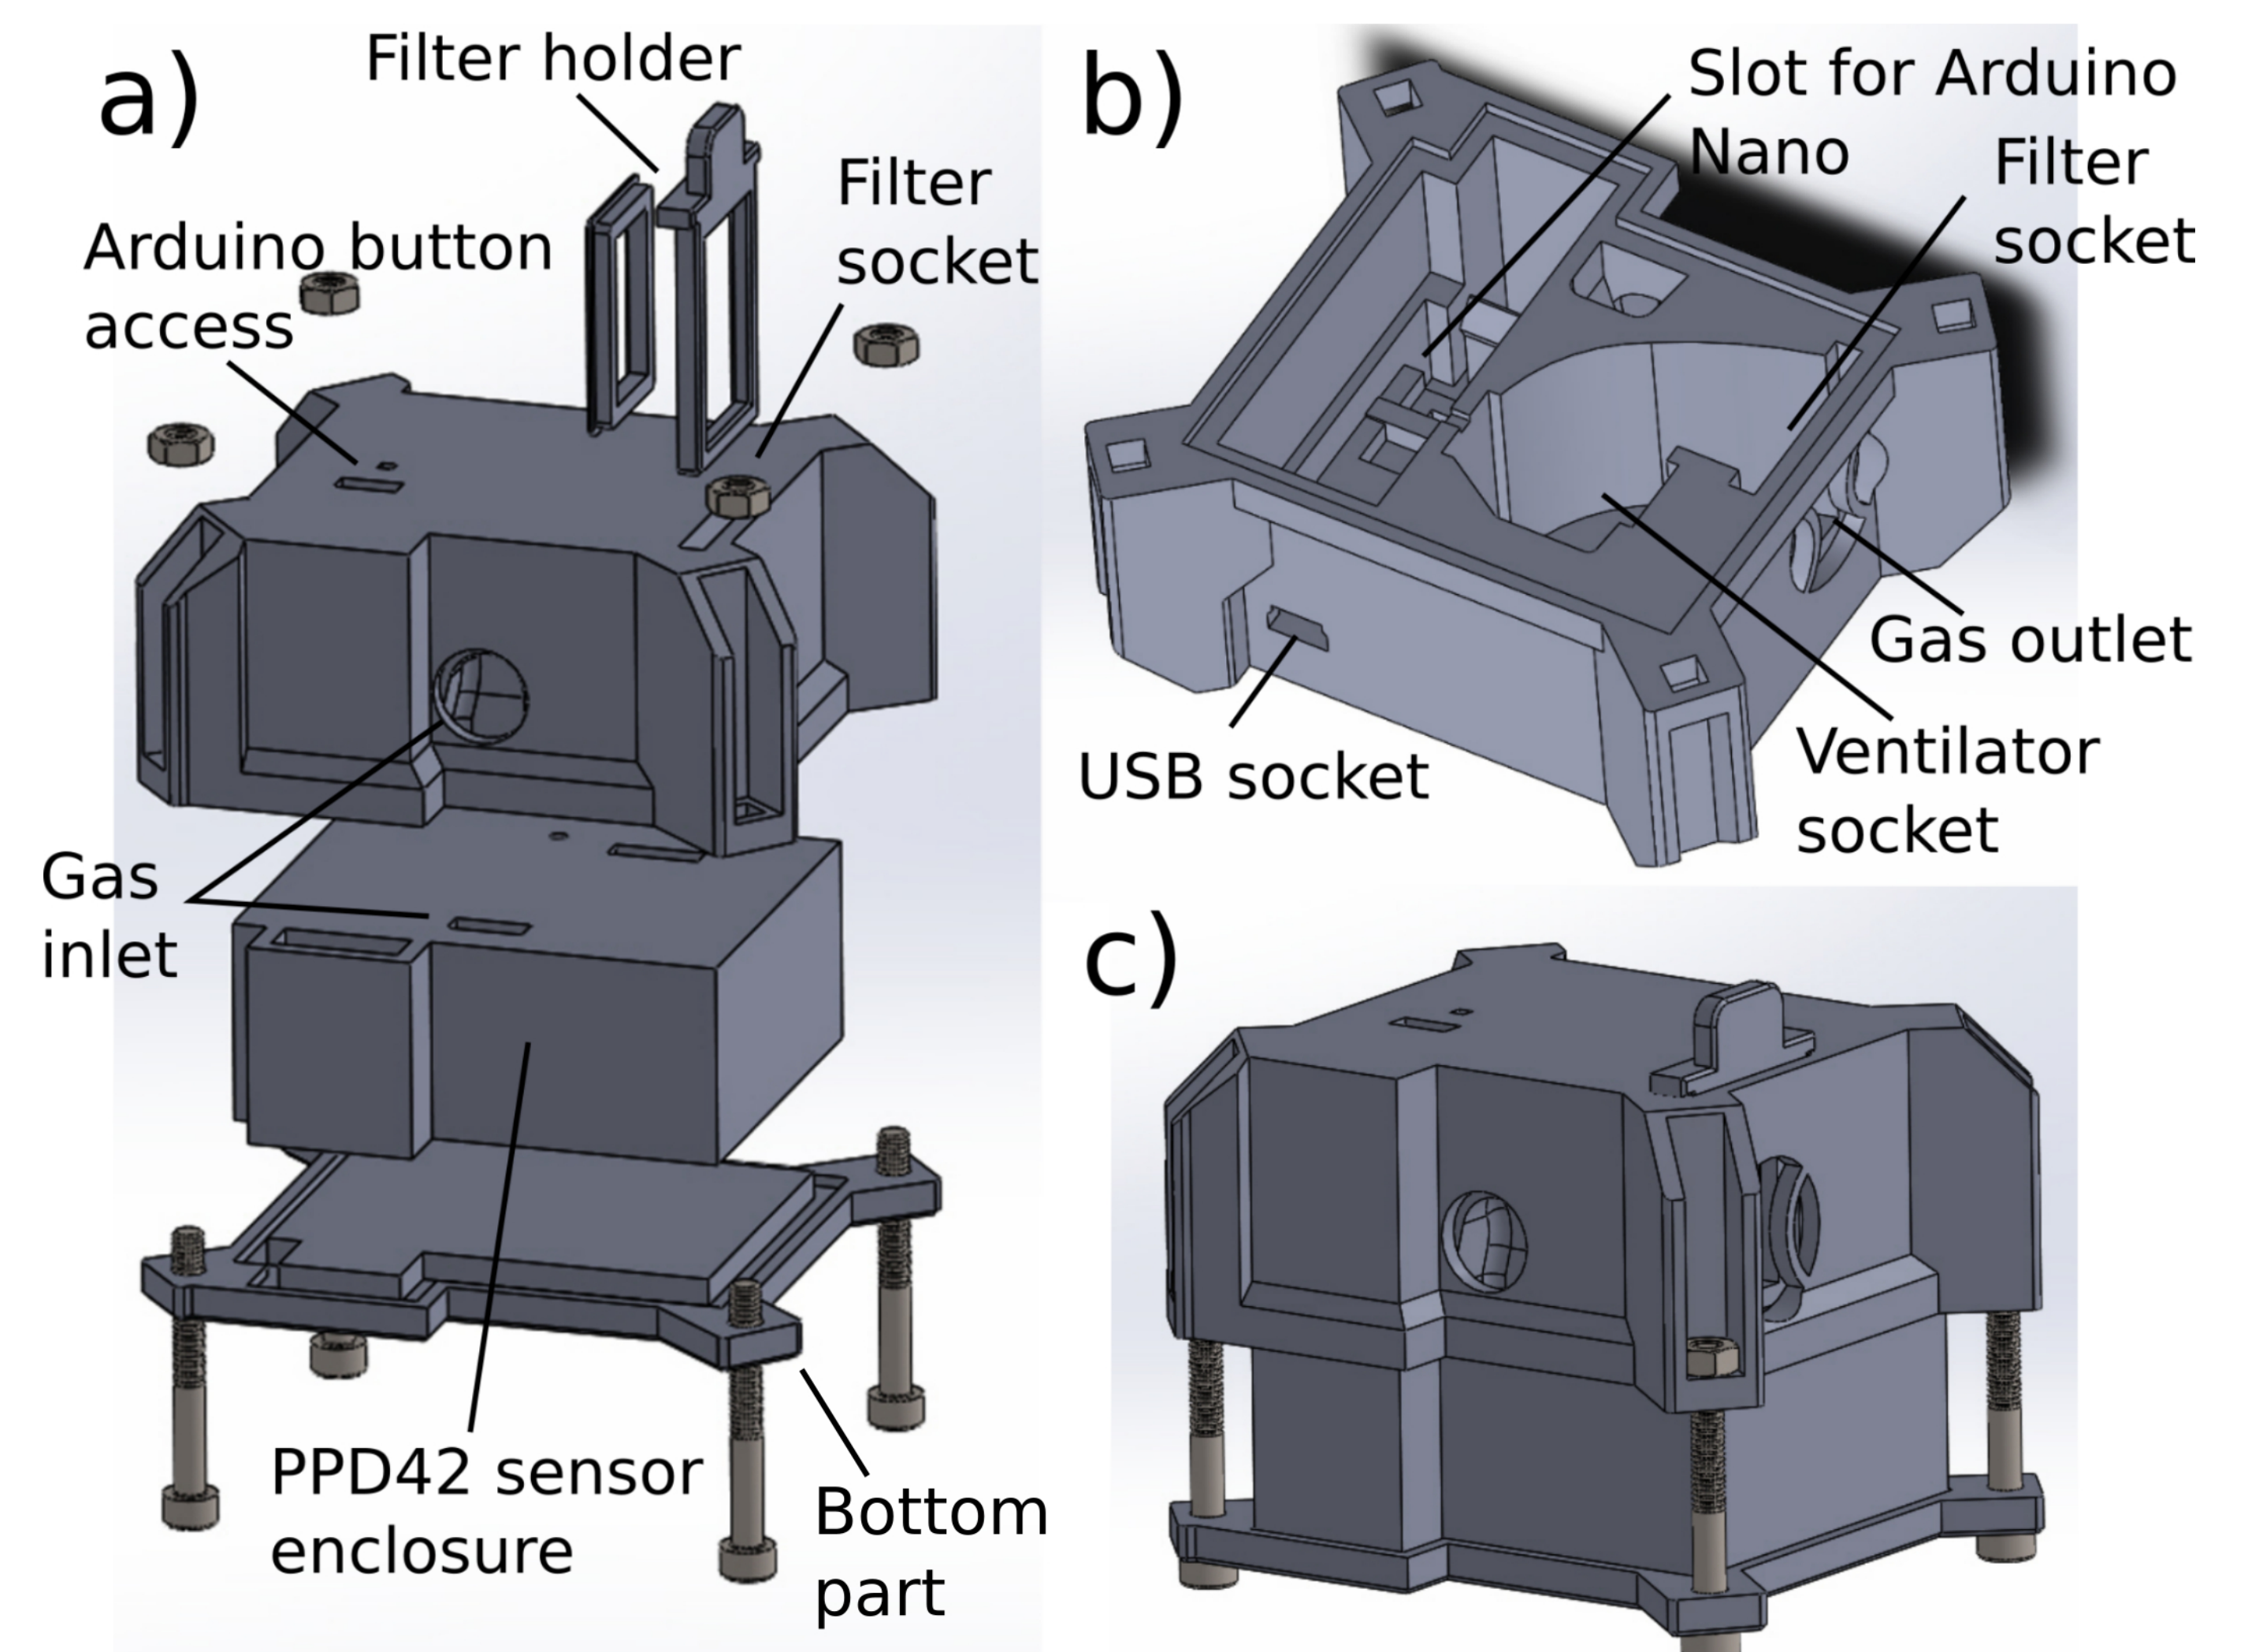 a)
Filter holder
Filter
socket
Arduino button
access
Gas
inlet
PPD42 sensor
enclosure
Bottom
part
b)
Slot for Arduino
Nano
Filter
socket
Gas outlet
USB socket
Ventilator
socket
c)